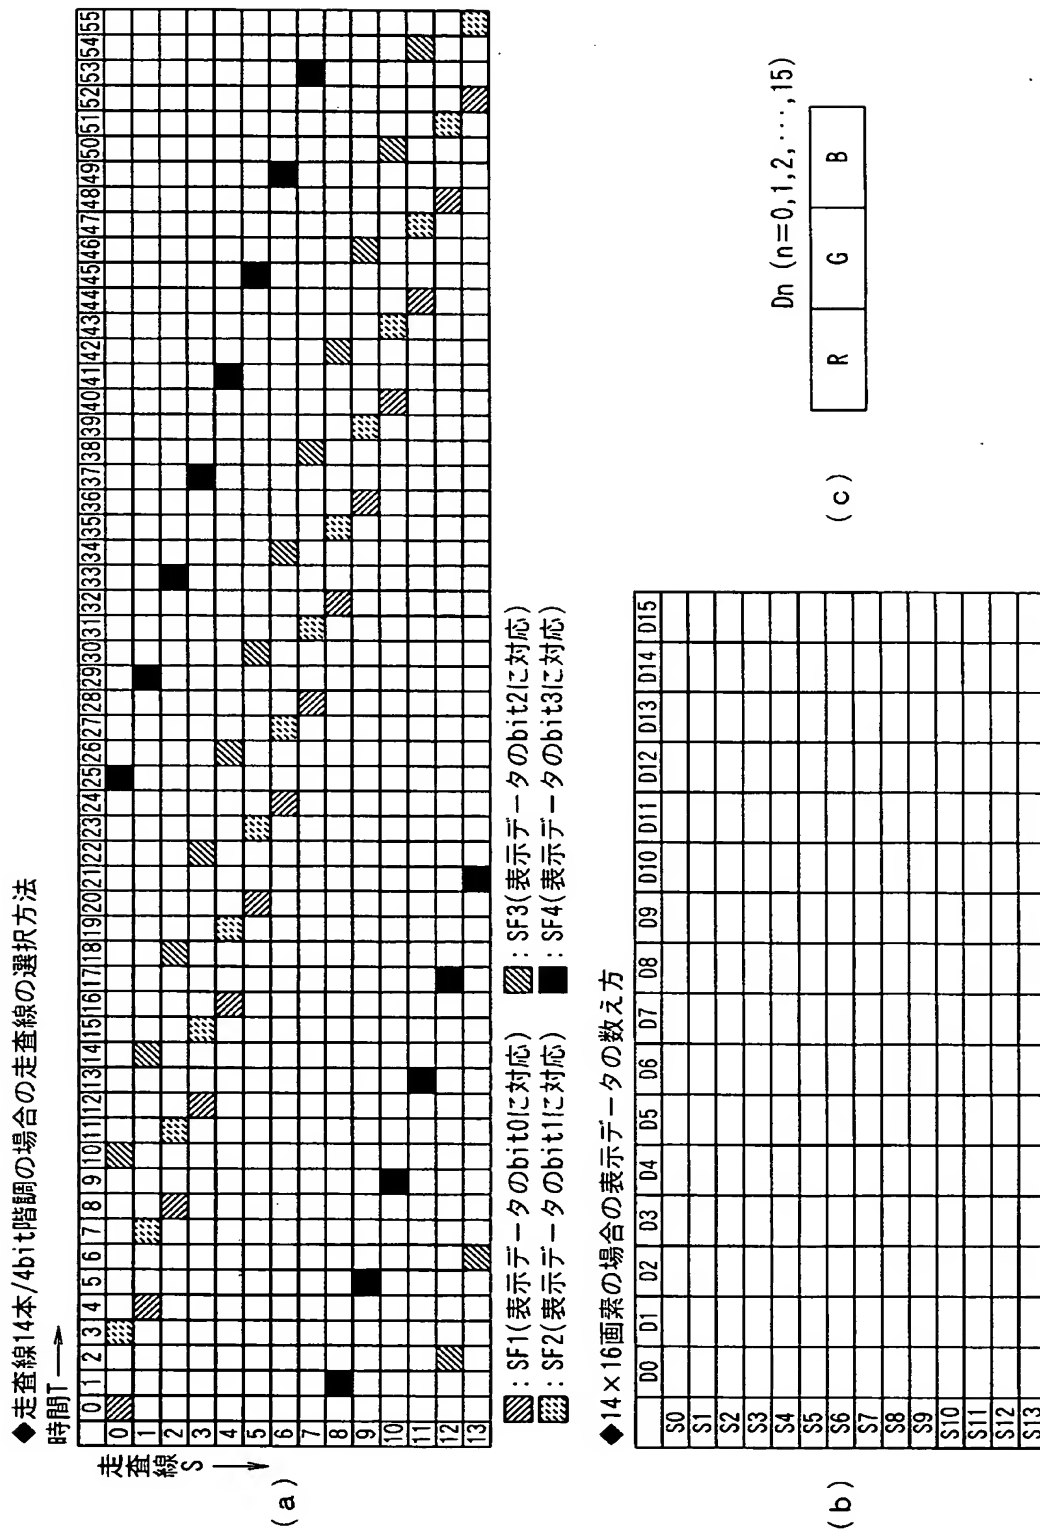 ◆走査線14本/4bit階調の場合の走査線の選択方法
時間T→
0 1 2 3 4 5 6 7 8 9 10 11 12 13 14 15 16 17 18 19 20 21 22 23 24 25 26 27 28 29 30 31 32 33 34 35 36 37 38 39 40 41 42 43 44 45 46 47 48 49 50 51 52 53 54 55
走査線S→
0
1
2
3
4
5
6
7
8
9
10
11
12
13
(a)
:SF1(表示データのbit0に対応)
:SF3(表示データのbit2に対応)
:SF2(表示データのbit1に対応)
:SF4(表示データのbit3に対応)
◆14×16画素の場合の表示データの数え方
D0 D1 D2 D3 D4 D5 D6 D7 D8 D9 D10 D11 D12 D13 D14 D15
S0
S1
S2
S3
S4
S5
S6
S7
S8
S9
S10
S11
S12
S13
(b)
Dn (n=0,1,2,···,15)
R G B
(c)